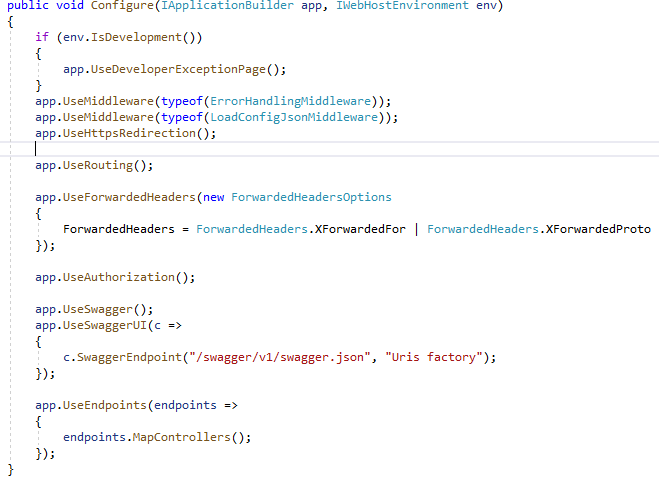 public void Configure(IApplicationBuilder app, IWebHostEnvironment env)
{
if (env.IsDevelopment())
{
app.UseDeveloperExceptionPage();
}
app.UseMiddleware(typeof(ErrorHandlingMiddleware));
app.UseMiddleware(typeof(LoadConfigJsonMiddleware));
app.UseHttpsRedirection();
app.UseRouting();
app.UseForwardedHeaders(new ForwardedHeadersOptions
{
ForwardedHeaders = ForwardedHeaders.XForwardedFor | ForwardedHeaders.XForwardedProto
});
app.UseAuthorization();
app.UseSwagger();
app.UseSwaggerUI(c =>
{
c.SwaggerEndpoint("/swagger/v1/swagger.json", "Uris factory");
});
app.UseEndpoints(endpoints =>
{
endpoints.MapControllers();
});
}